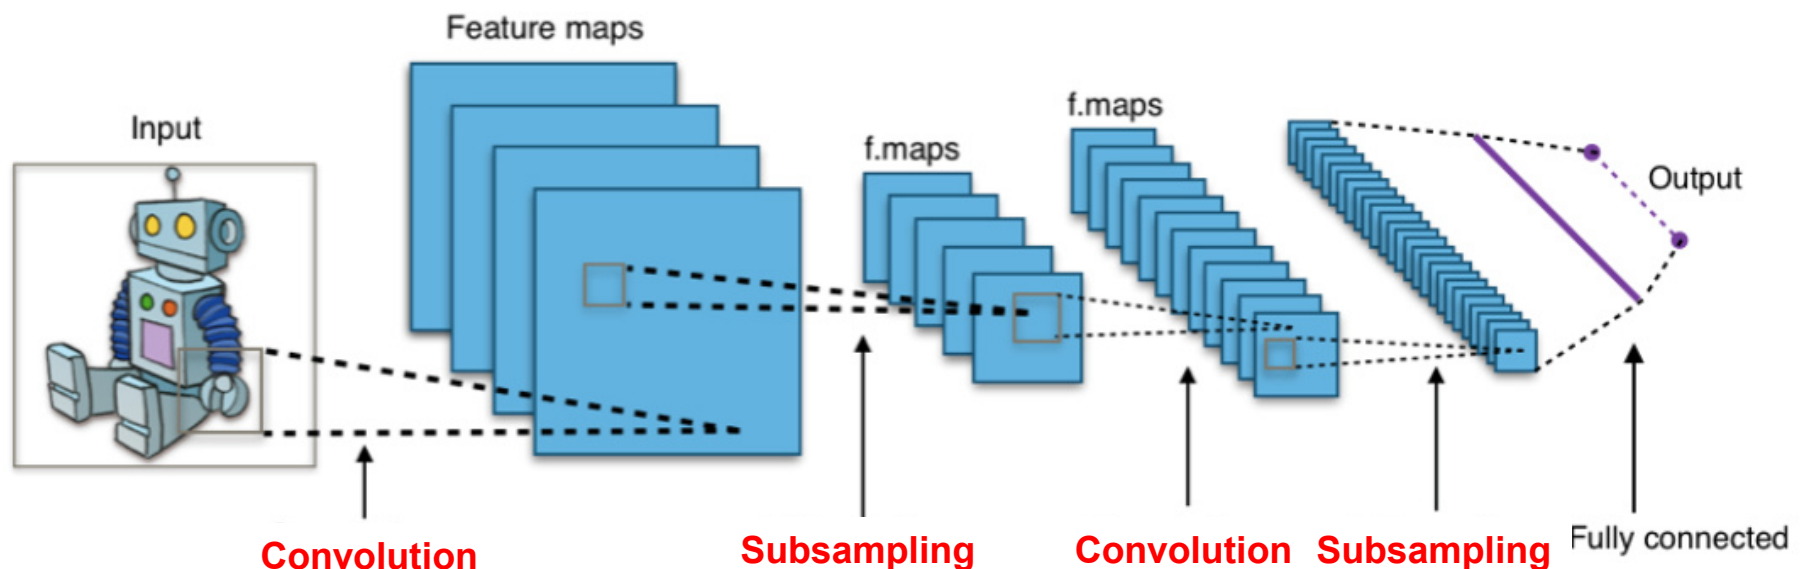 Feature maps
Input
f.maps
f.maps
Output
Convolution
Subsampling
Convolution
Subsampling
Fully connected